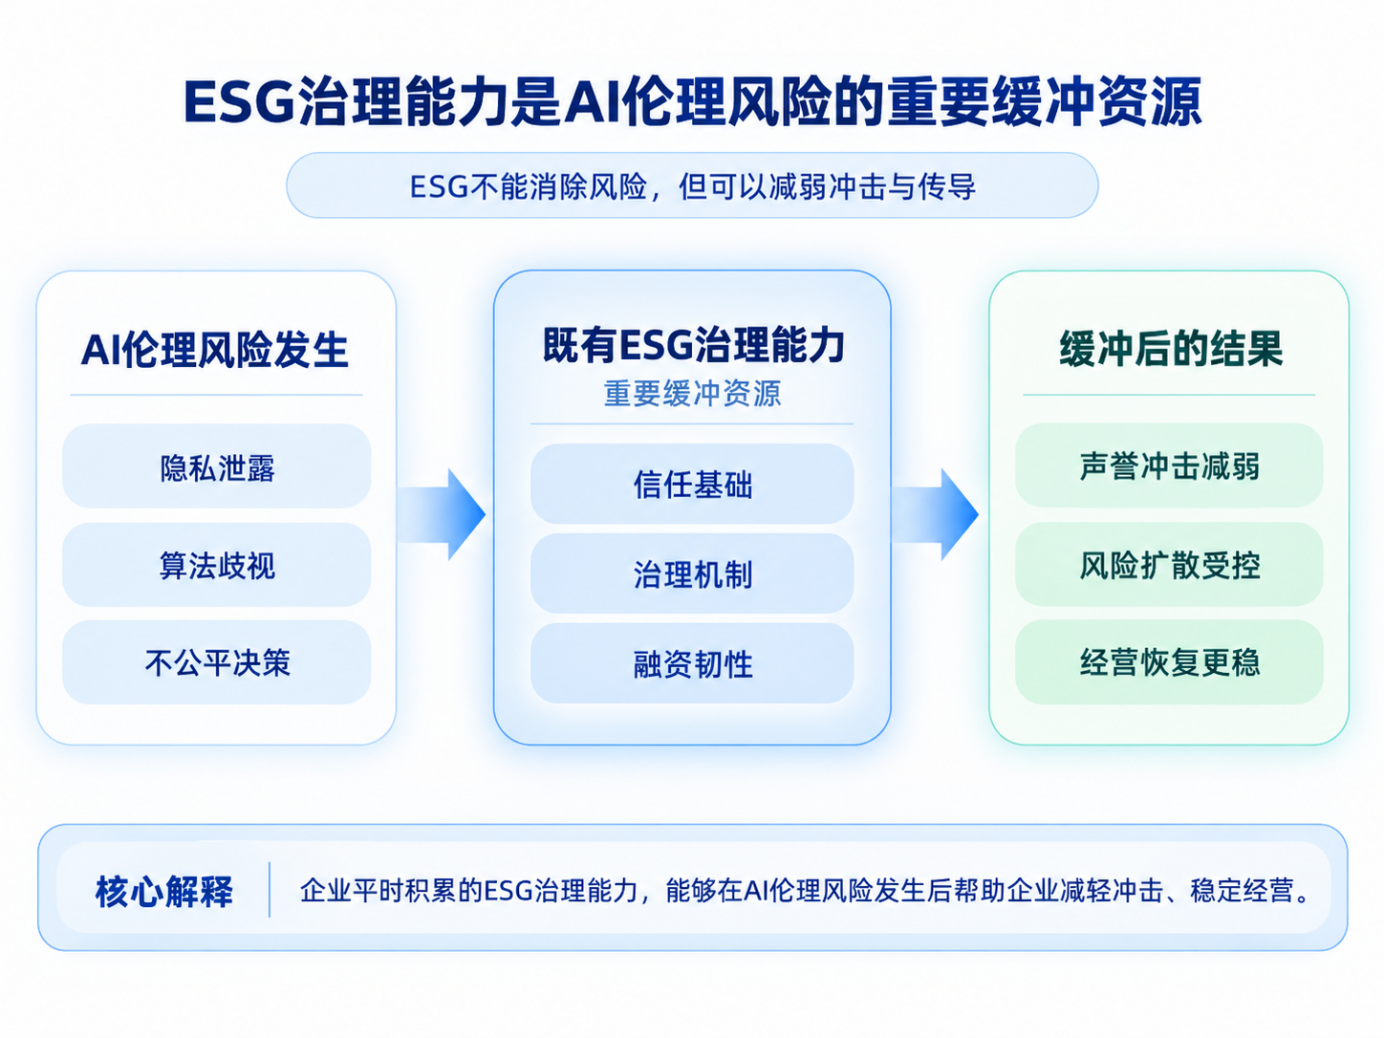 ESG治理能力是AI伦理风险的重要缓冲资源
ESG不能消除风险，但可以减弱冲击与传导
AI伦理风险发生
隐私泄露
算法歧视
不公平决策
既有ESG治理能力
重要缓冲资源
信任基础
治理机制
融资韧性
缓冲后的结果
声誉冲击减弱
风险扩散受控
经营恢复更稳
核心解释
企业平时积累的ESG治理能力，能够在AI伦理风险发生后帮助企业减轻冲击、稳定经营。